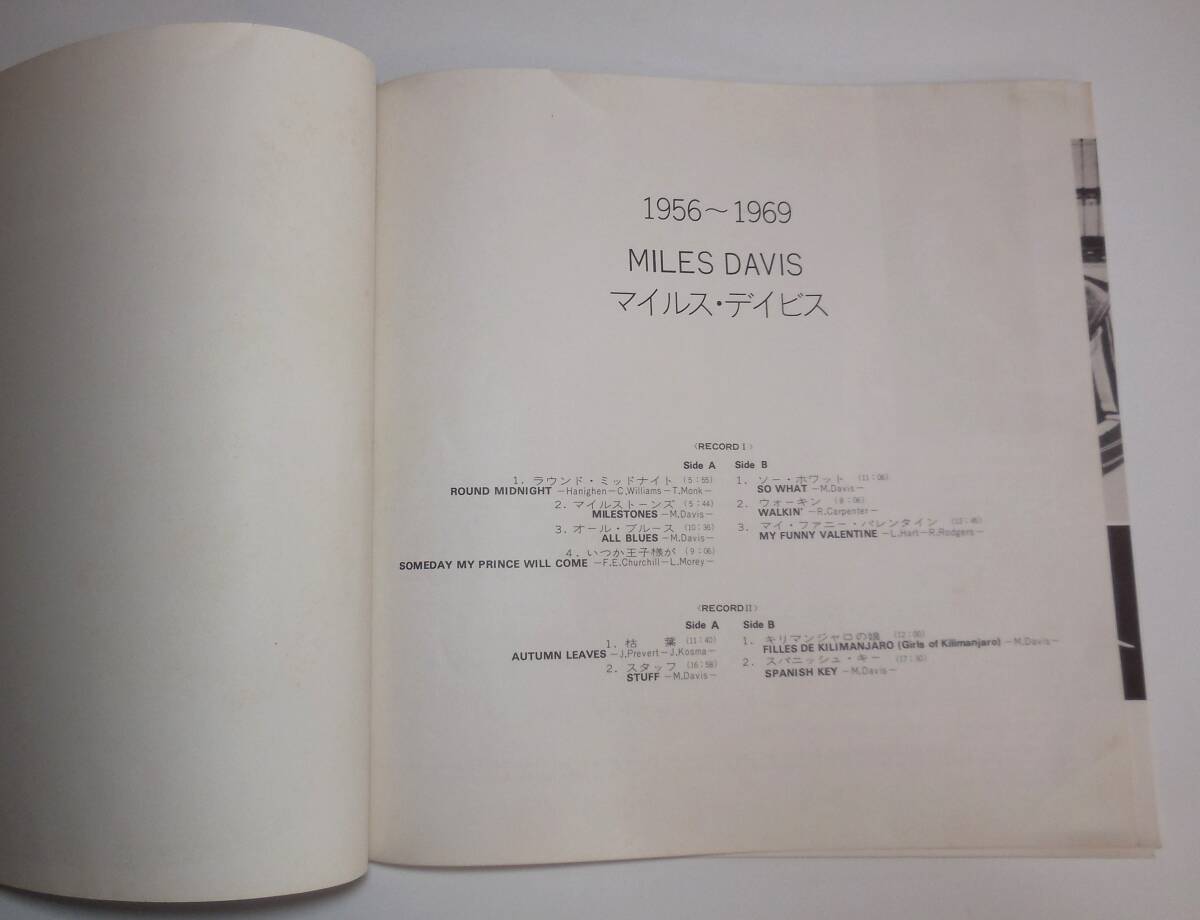 1956〜1969
MILES DAVIS
マイルス・デイビス
〈RECORD I〉
Side A
1. ラウンド・ミッドナイト (5:55)
ROUND MIDNIGHT －Hanighen－C,Williams－T.Monk－
2. マイルストーンズ (5:44)
MILESTONES －M.Davis－
3. オール・ブルース (10:36)
ALL BLUES －M.Davis－
4. いつか王子様が (9:06)
SOMEDAY MY PRINCE WILL COME －F.E.Churchill－L.Morey－
Side B
1. ソー・ホワット (11:06)
SO WHAT －M.Davis－
2. ウォーキン
WALKIN' －R.Carpenter－
3. マイ・ファニー・バレンタイン
MY FUNNY VALENTINE －L.Hart－R.Rodgers－
〈RECORD II〉
Side A
1. 枯 葉 (11:40)
AUTUMN LEAVES －J.Prevert－J.Kosma－
2. スタッフ (16:58)
STUFF －M.Davis－
Side B
1. キリマンジャロの娘 (12:00)
FILLES DE KILIMANJARO (Girls of Kilimanjaro) －M.Davis－
2. スパニッシュ・キー (17:30)
SPANISH KEY －M.Davis－